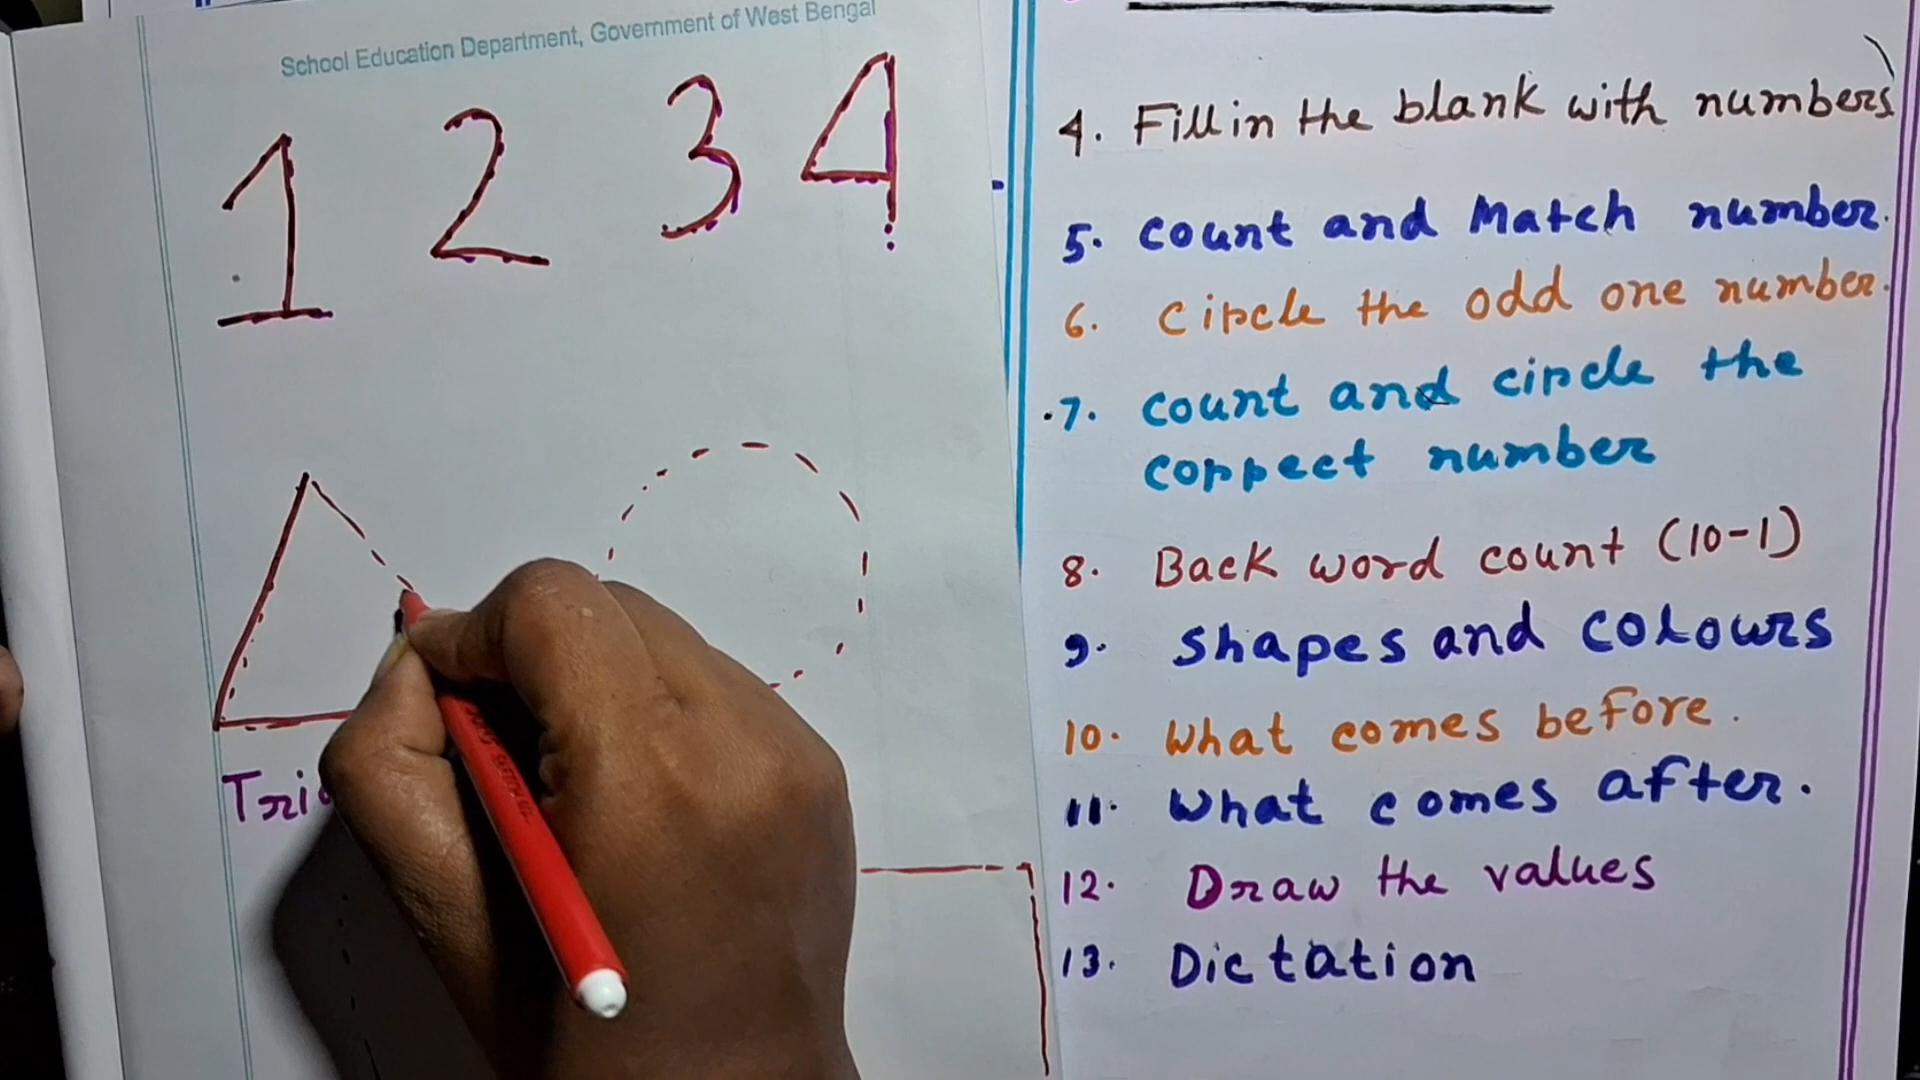 School Education Department, Government of West Bengal
1 2 3 4
4. Fill in the blank with numbers
5. count and Match number.
6. circle the odd one number.
7. count and circle the
correct number
8. Back word count (10-1)
9. Shapes and colours
10. What comes before.
11. What comes after.
12. Draw the values
13. Dictation